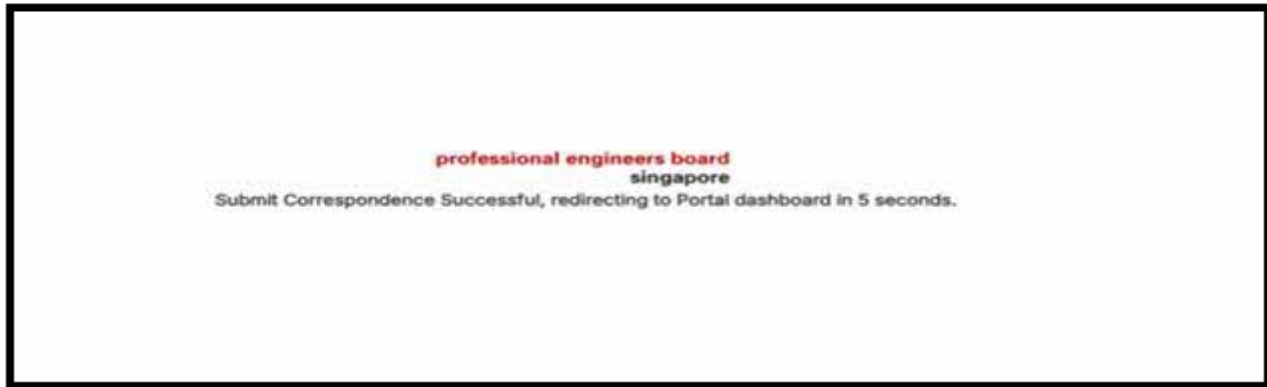 professional engineers board
singapore
Submit Correspondence Successful, redirecting to Portal dashboard in 5 seconds.